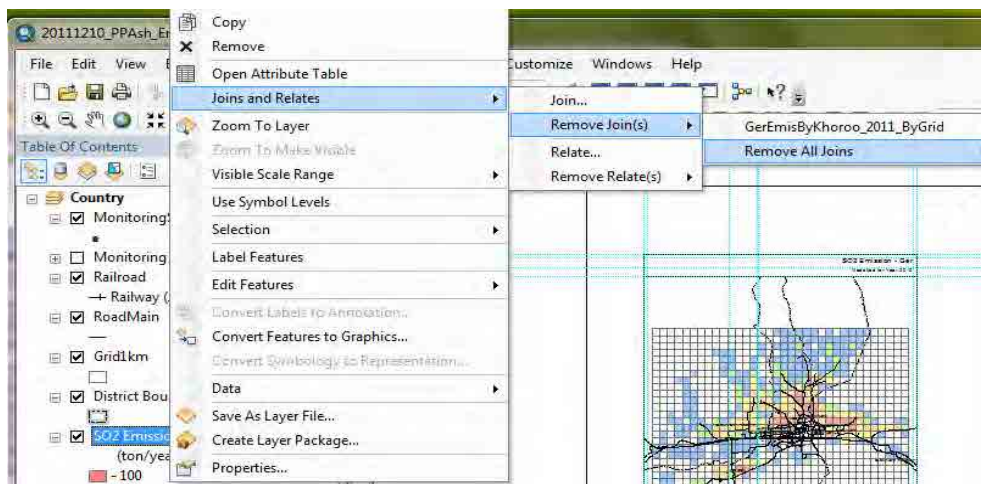 20111210_PPAsh_Er
File Edit View
Customize Windows Help
Table Of Contents
Country
Monitoring
Monitoring
Railroad
Railway (
RoadMain
Grid1km
District Bou
SO2 Emissio
(ton/yea
- 100
Copy
Remove
Open Attribute Table
Joins and Relates
Zoom To Layer
Zoom To Make Visible
Visible Scale Range
Use Symbol Levels
Selection
Label Features
Edit Features
Convert Labels to Annotation...
Convert Features to Graphics...
Convert Symbology to Representation...
Data
Save As Layer File...
Create Layer Package...
Properties...
Join...
Remove Join(s)
Relate...
Remove Relate(s)
GerEmisByKhoroo_2011_ByGrid
Remove All Joins
SO2 Emission - Ger